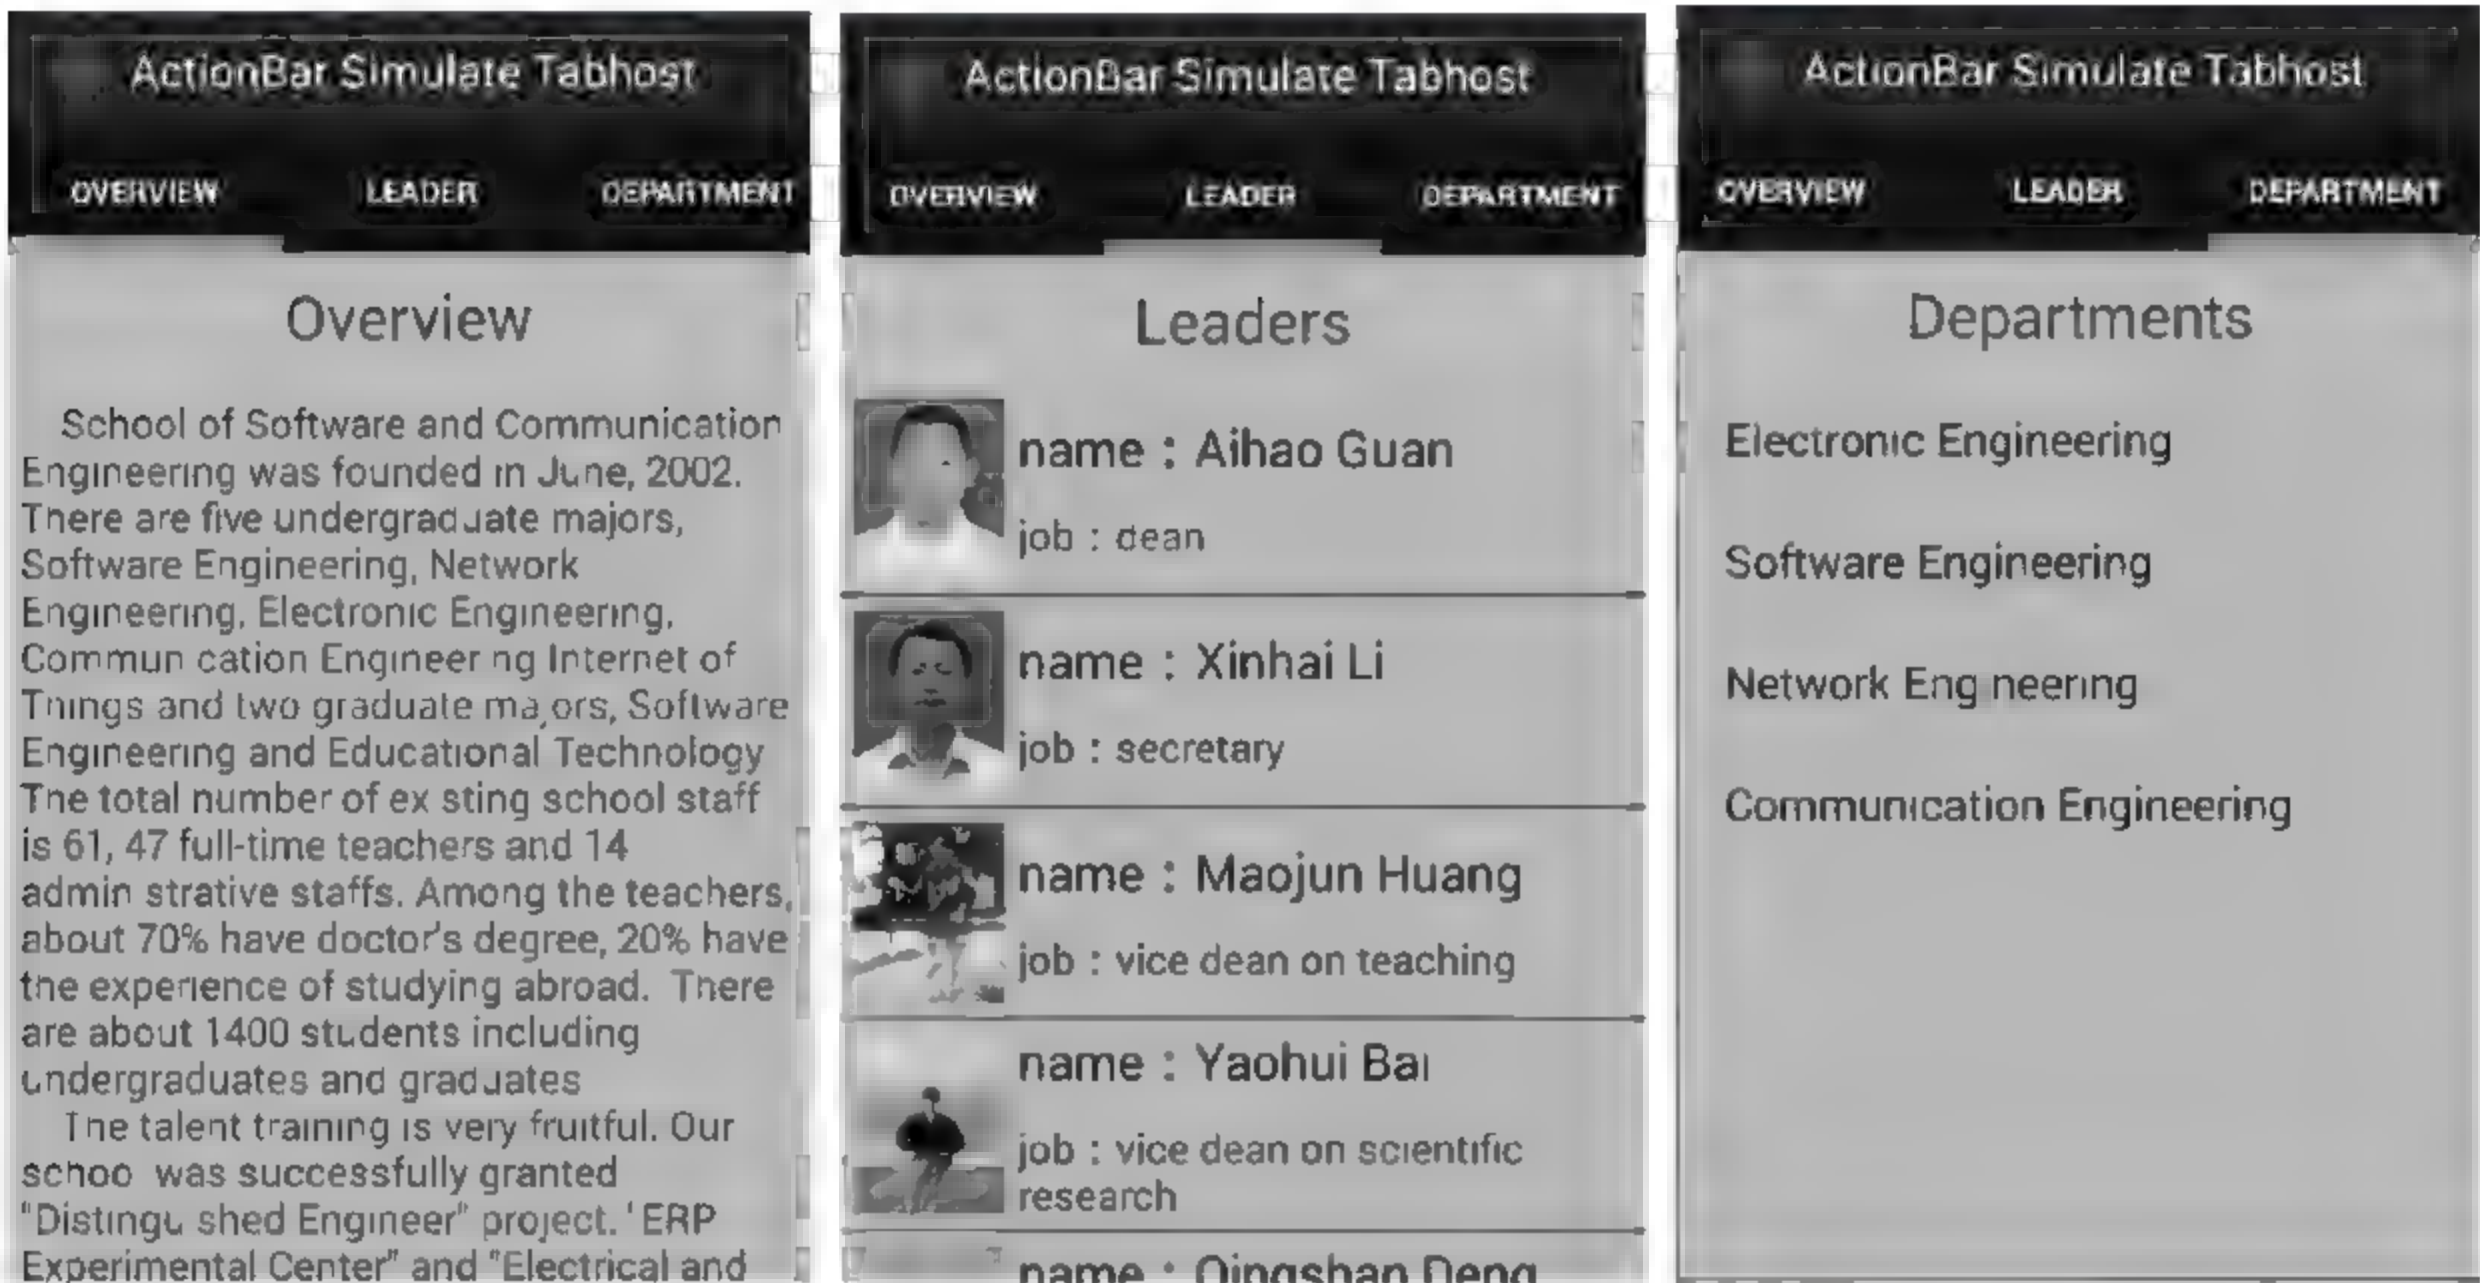 ActionBar Simulate Tabhost
OVERVIEW LEADER DEPARTMENT
Overview
School of Software and Communication
Engineering was founded in June, 2002.
There are five undergraduate majors,
Software Engineering, Network
Engineering, Electronic Engineering,
Communication Engineering Internet of
Things and two graduate majors, Software
Engineering and Educational Technology
The total number of existing school staff
is 61, 47 full-time teachers and 14
administrative staffs. Among the teachers,
about 70% have doctor's degree, 20% have
the experience of studying abroad. There
are about 1400 students including
undergraduates and graduates
The talent training is very fruitful. Our
school was successfully granted
"Distinguished Engineer" project. "ERP
Experimental Center" and "Electrical and
ActionBar Simulate Tabhost
OVERVIEW LEADER DEPARTMENT
Leaders
name : Aihao Guan
job : dean
name : Xinhai Li
job : secretary
name : Maojun Huang
job : vice dean on teaching
name : Yaohui Bai
job : vice dean on scientific
research
name : Qingshan Deng
ActionBar Simulate Tabhost
OVERVIEW LEADER DEPARTMENT
Departments
Electronic Engineering
Software Engineering
Network Engineering
Communication Engineering